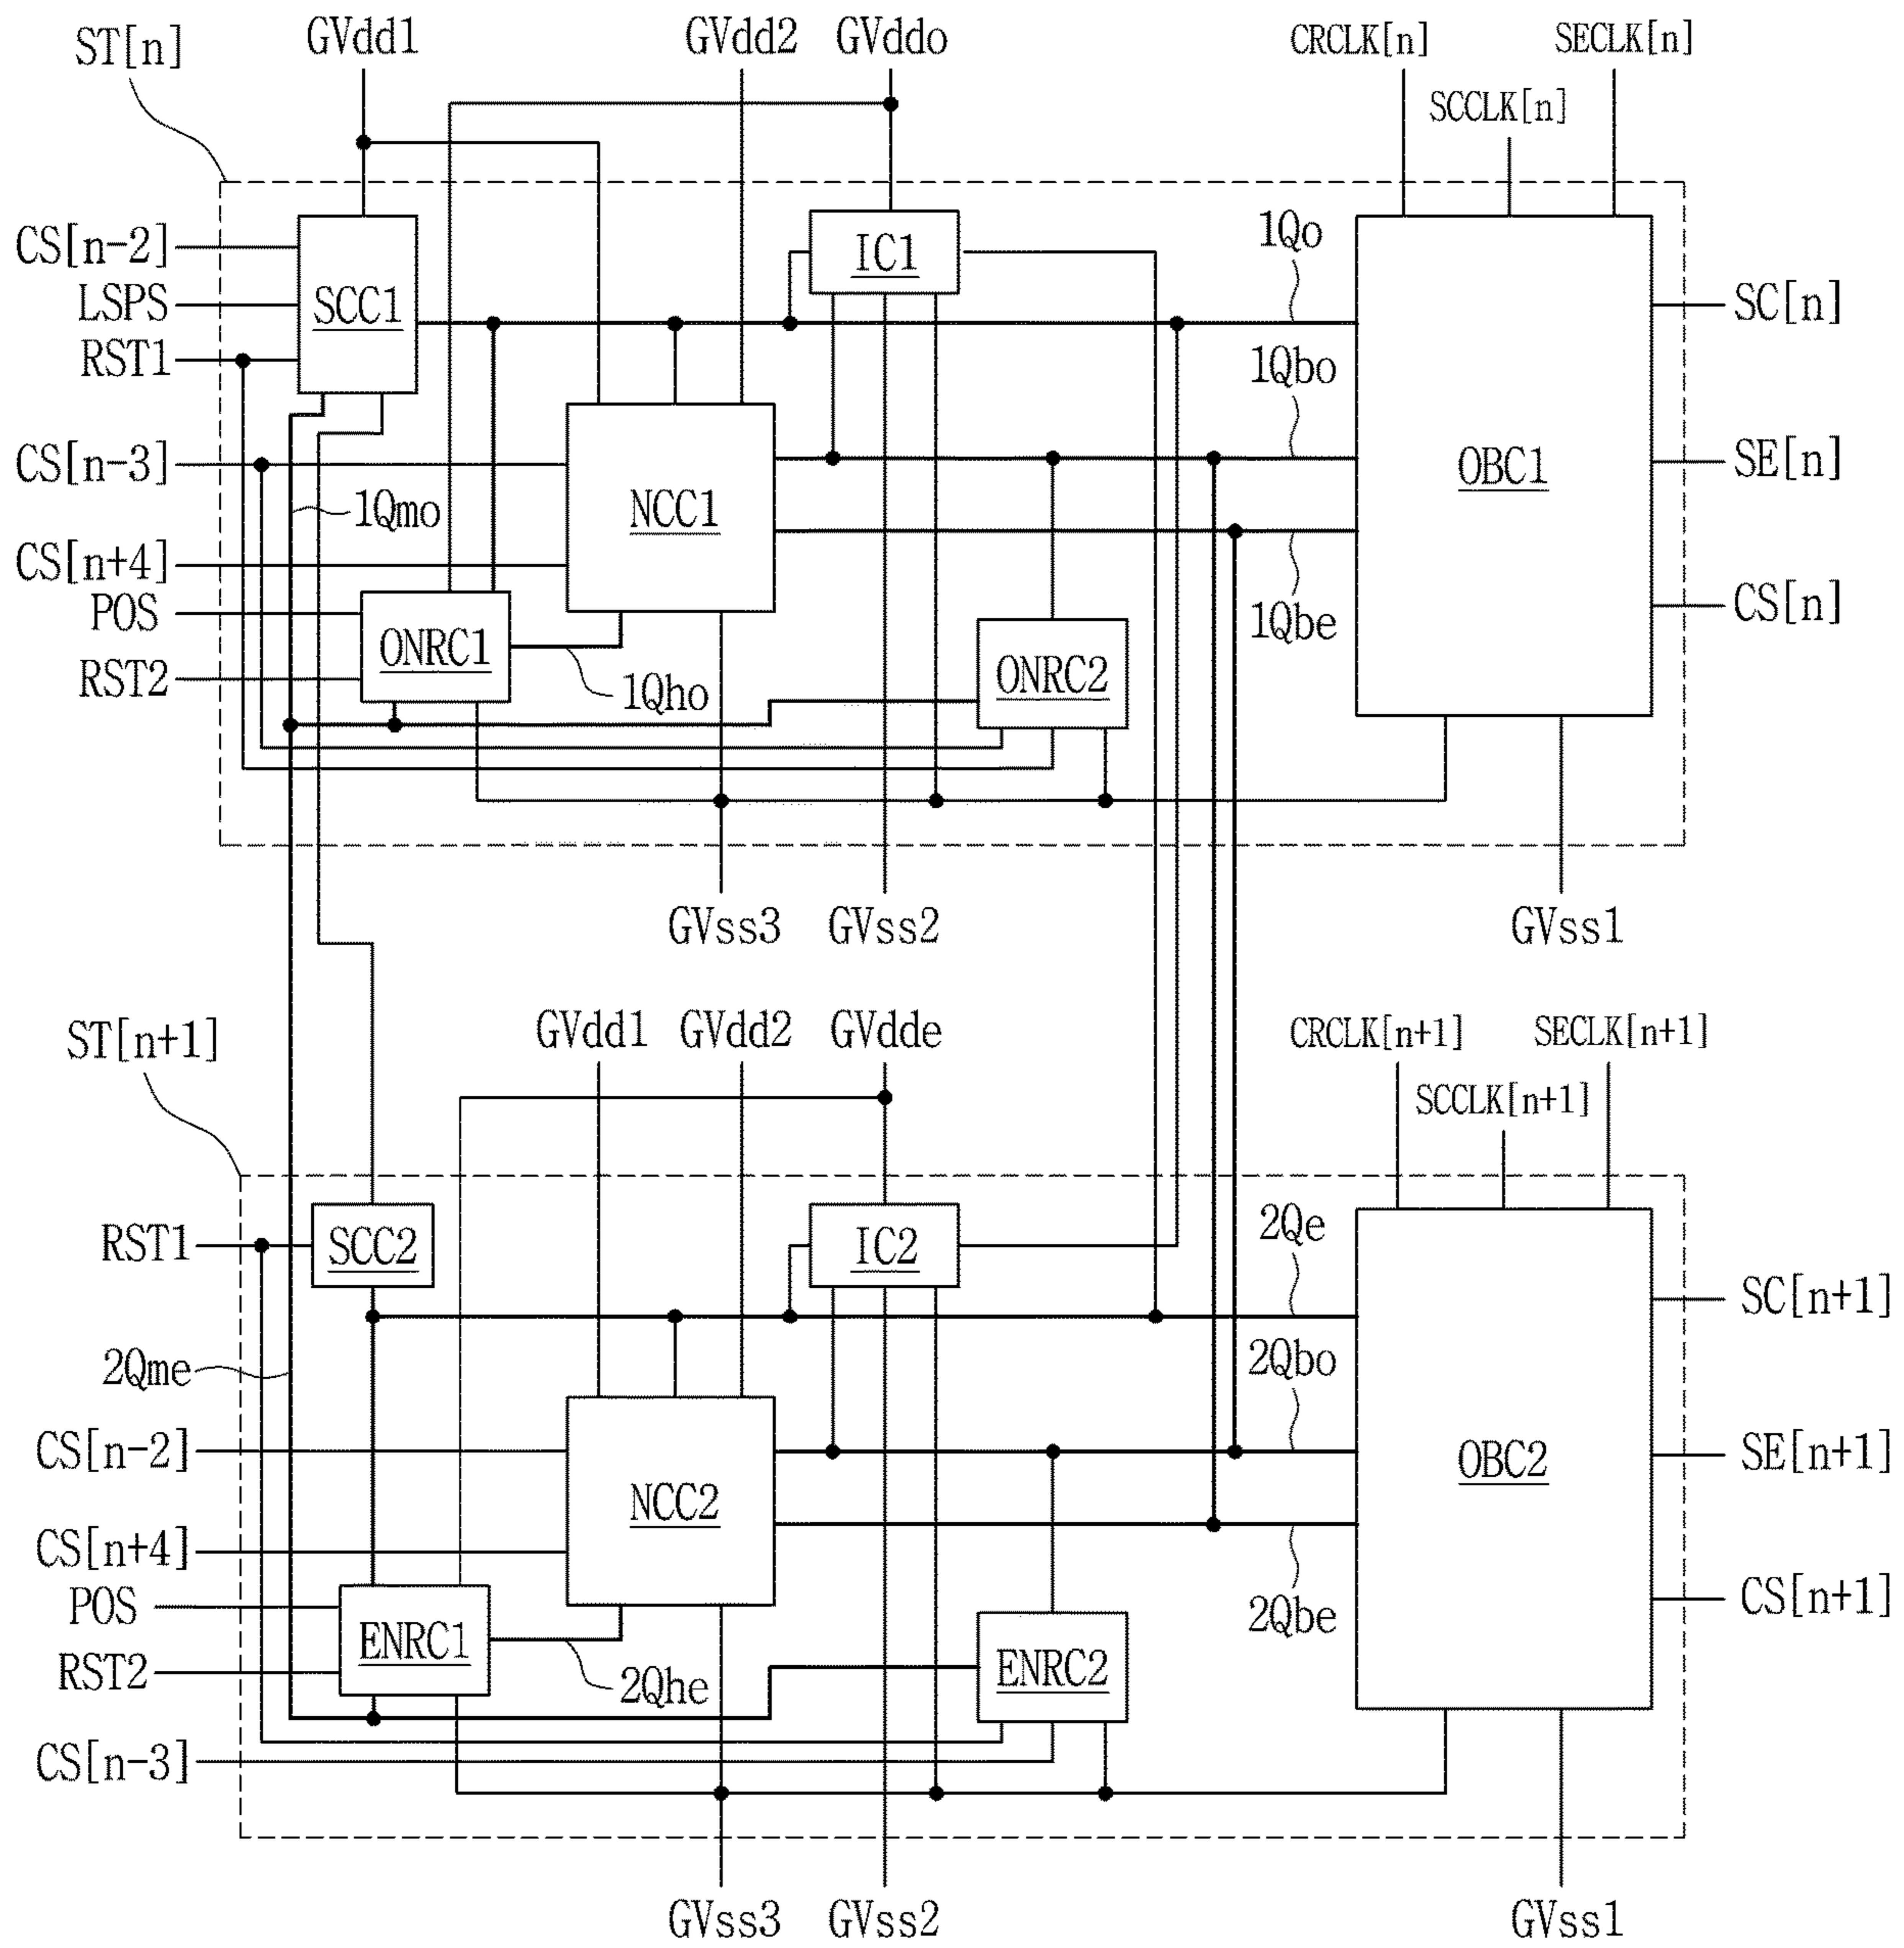 ST[n]
GVdd1
GVdd2
GVddo
CRCLK[n]
SECLK[n]
SCCLK[n]
CS[n-2]
LSPS
RST1
SCC1
IC1
1Qo
1Qbo
SC[n]
CS[n-3]
1Qmo
NCC1
OBC1
SE[n]
CS[n+4]
POS
RST2
ONRC1
1Qho
ONRC2
1Qbe
CS[n]
GVss3
GVss2
GVss1
ST[n+1]
GVdd1
GVdd2
GVdde
CRCLK[n+1]
SECLK[n+1]
SCCLK[n+1]
RST1
SCC2
IC2
2Qe
SC[n+1]
2Qme
2Qbo
CS[n-2]
NCC2
OBC2
SE[n+1]
CS[n+4]
POS
RST2
ENRC1
2Qhe
ENRC2
2Qbe
CS[n+1]
CS[n-3]
GVss3
GVss2
GVss1